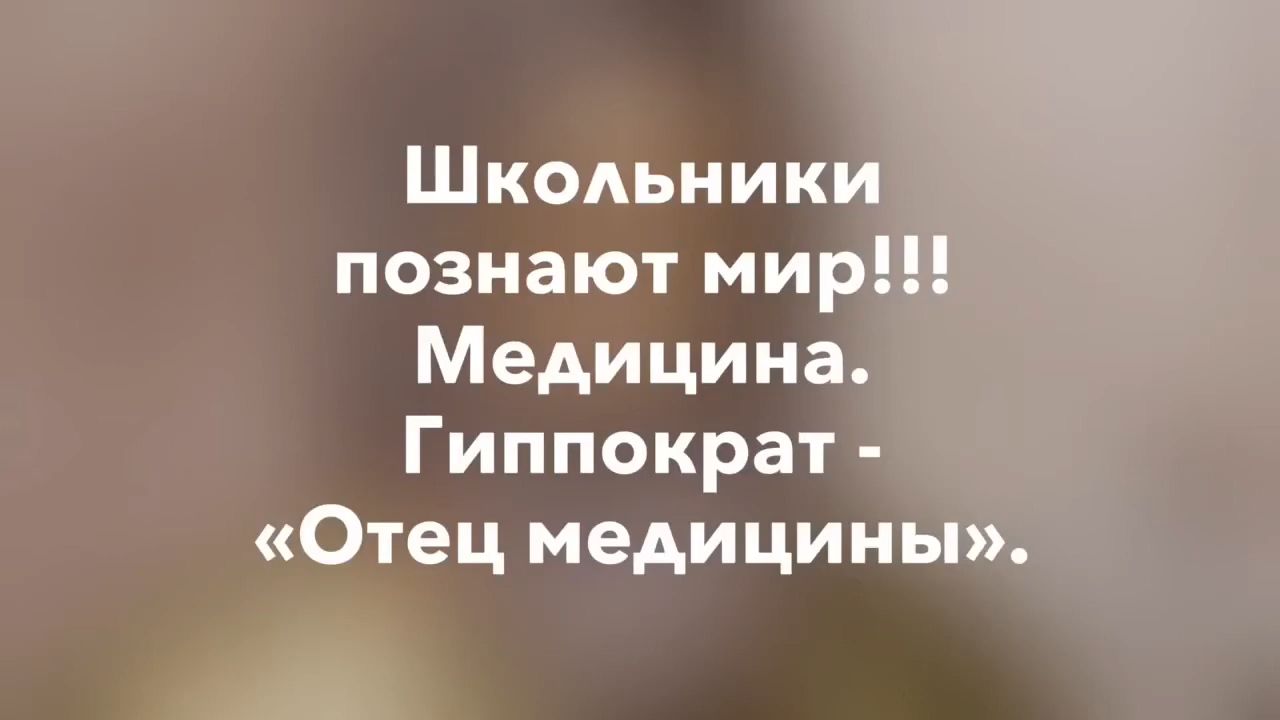 Школьники
познают мир!!!
Медицина.
Гиппократ -
«Отец медицины».